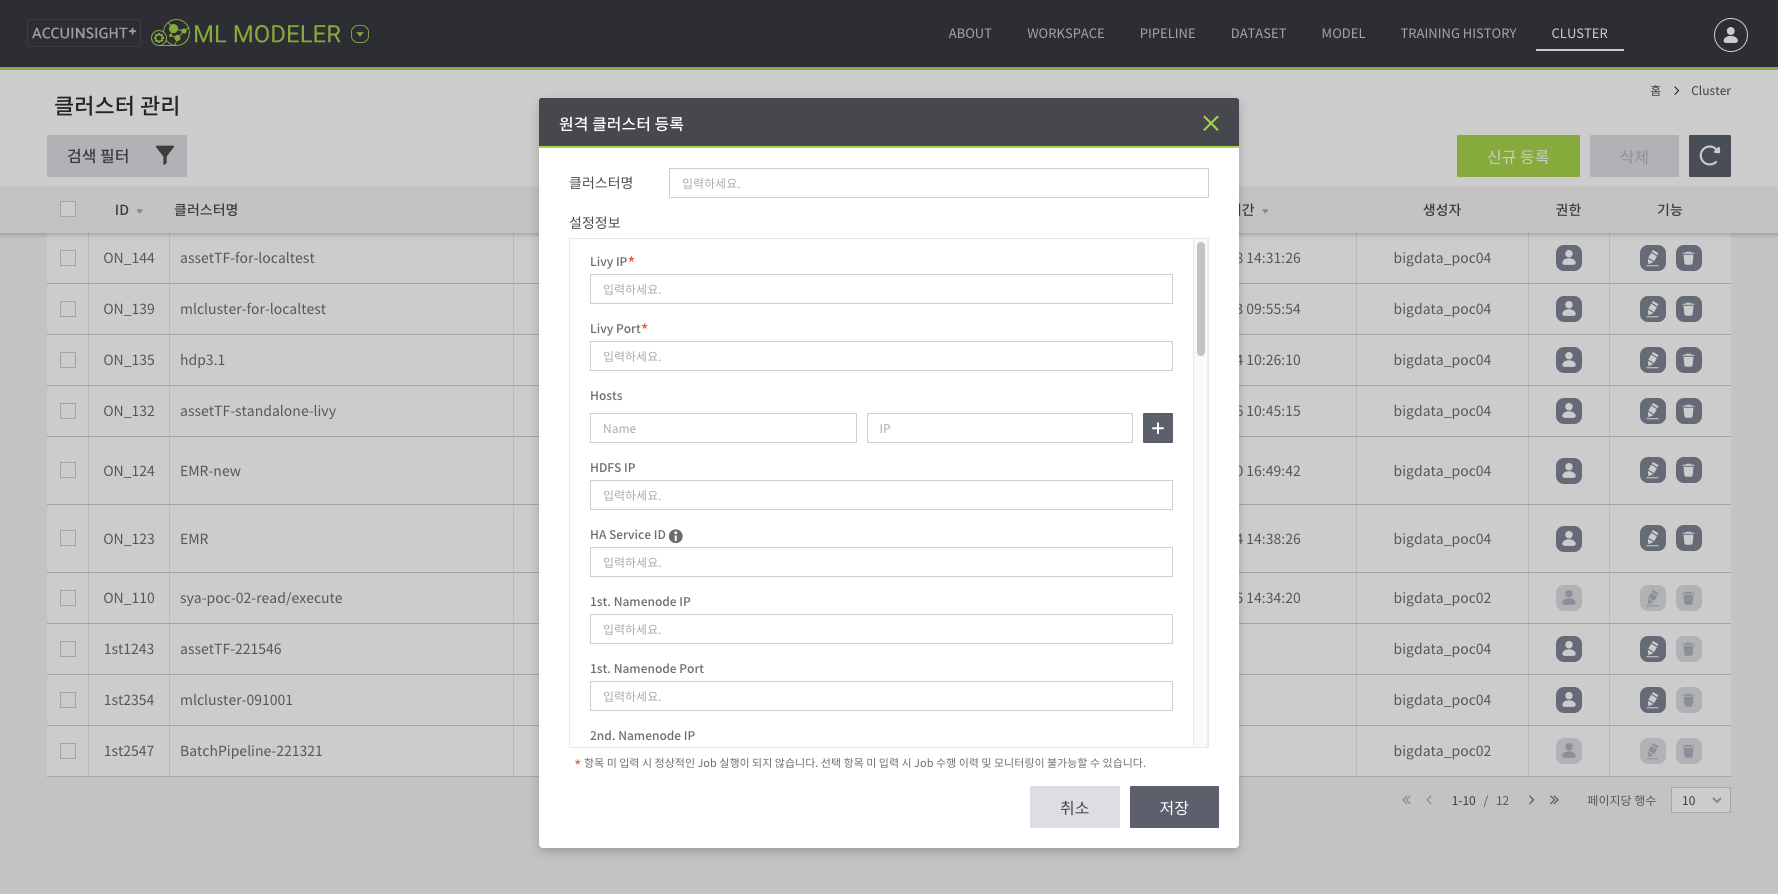 ACCUINSIGHT+ ML MODELER
ABOUT WORKSPACE PIPELINE DATASET MODEL TRAINING HISTORY CLUSTER
클러스터 관리
홈 > Cluster
검색 필터
신규 등록 삭제
ID 클러스터명 생성자 권한 기능
ON_144 assetTF-for-localtest 14:31:26 bigdata_poc04
ON_139 mlcluster-for-localtest 09:55:54 bigdata_poc04
ON_135 hdp3.1 10:26:10 bigdata_poc04
ON_132 assetTF-standalone-livy 10:45:15 bigdata_poc04
ON_124 EMR-new 16:49:42 bigdata_poc04
ON_123 EMR 14:38:26 bigdata_poc04
ON_110 sya-poc-02-read/execute 14:34:20 bigdata_poc02
1st1243 assetTF-221546 bigdata_poc04
1st2354 mlcluster-091001 bigdata_poc04
1st2547 BatchPipeline-221321 bigdata_poc02
1-10 / 12 페이지당 행수 10
원격 클러스터 등록
클러스터명 입력하세요.
설정정보
Livy IP*
입력하세요.
Livy Port*
입력하세요.
Hosts
Name IP +
HDFS IP
입력하세요.
HA Service ID
입력하세요.
1st. Namenode IP
입력하세요.
1st. Namenode Port
입력하세요.
2nd. Namenode IP
* 항목 미 입력 시 정상적인 Job 실행이 되지 않습니다. 선택 항목 미 입력 시 Job 수행 이력 및 모니터링이 불가능할 수 있습니다.
취소 저장